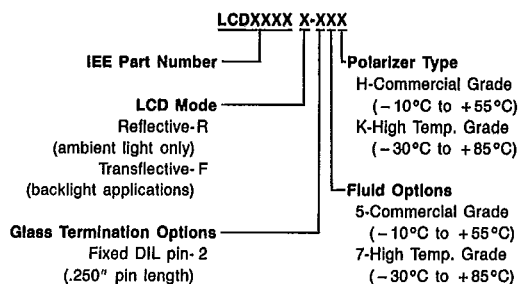 LCDXXXX X-XXX
IEE Part Number
LCD Mode
Reflective-R
(ambient light only)
Transflective-F
(backlight applications)
Glass Termination Options
Fixed DIL pin-2
(.250" pin length)
Polarizer Type
H-Commercial Grade
(-10°C to +55°C)
K-High Temp. Grade
(-30°C to +85°C)
Fluid Options
5-Commercial Grade
(-10°C to +55°C)
7-High Temp. Grade
(-30°C to +85°C)